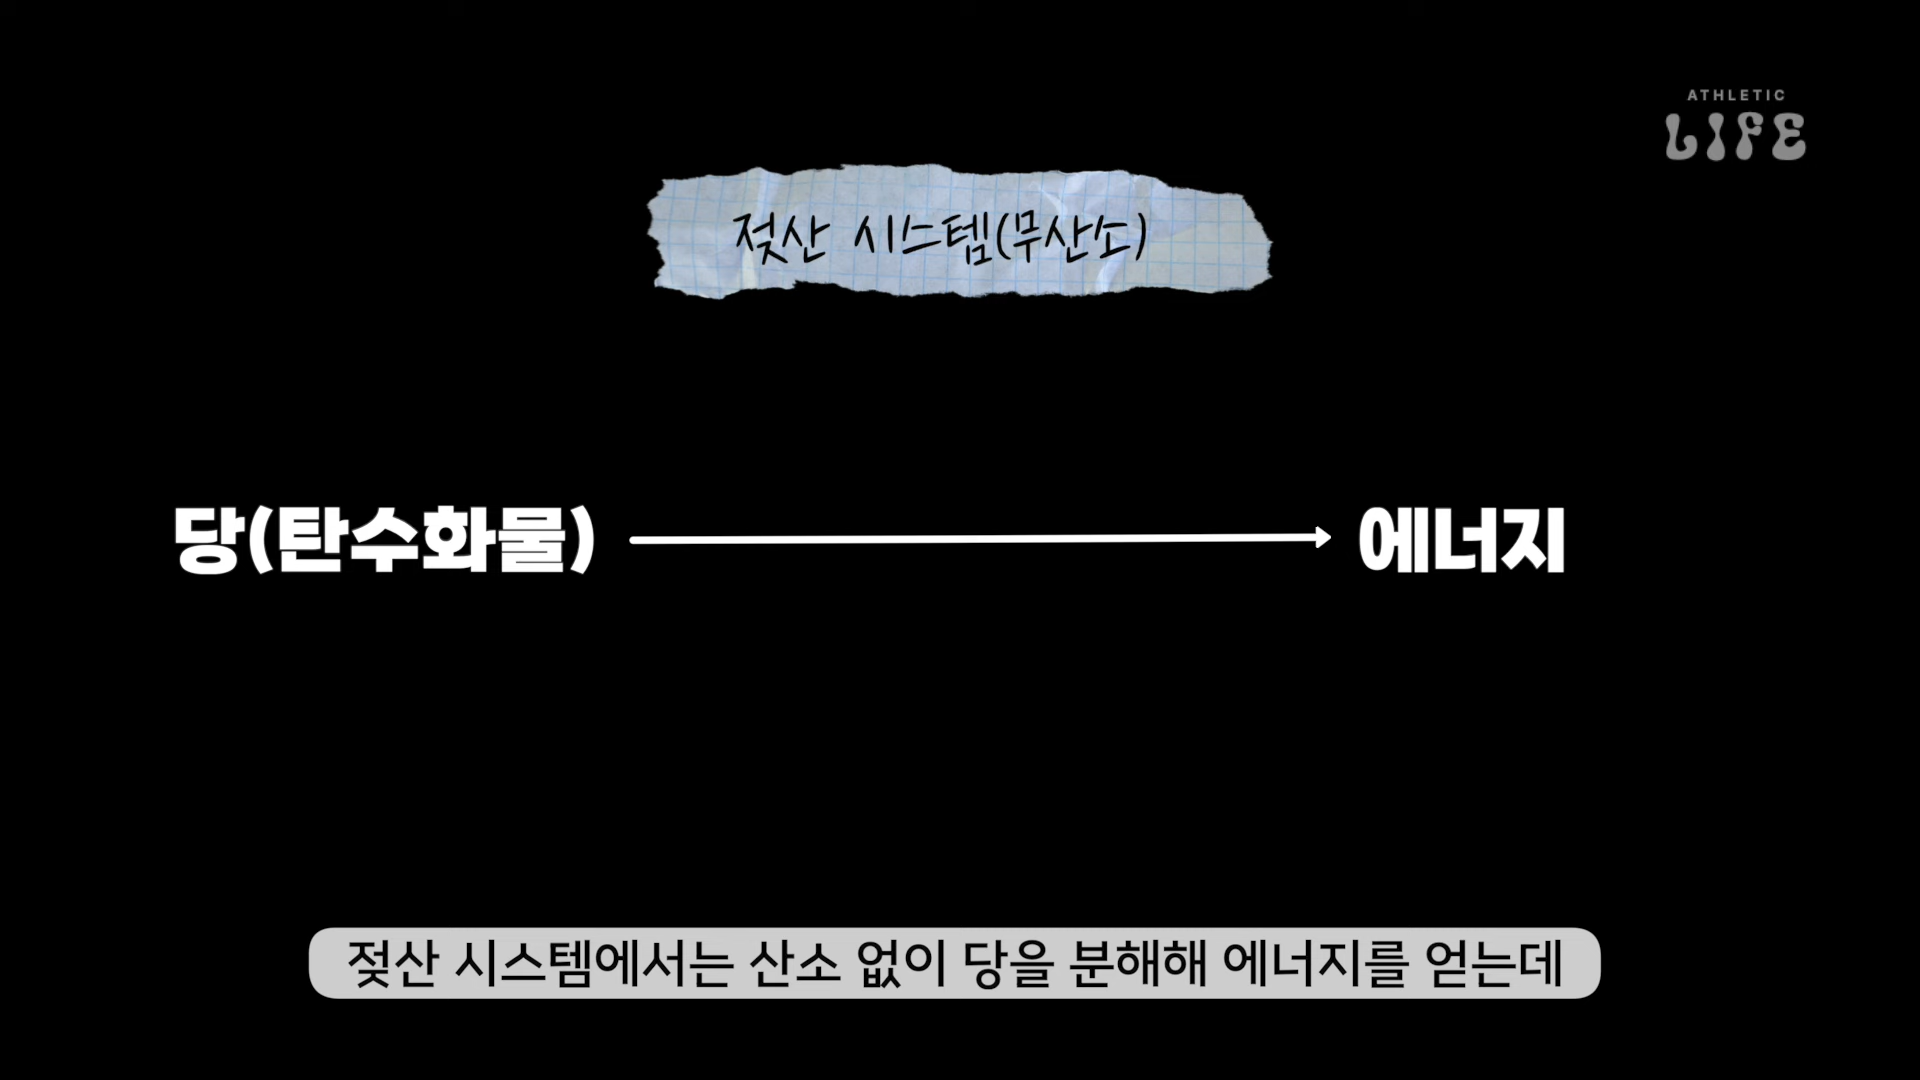 ATHLETIC
LIFE
젖산 시스템(무산소)
당(탄수화물)
에너지
젖산 시스템에서는 산소 없이 당을 분해해 에너지를 얻는데